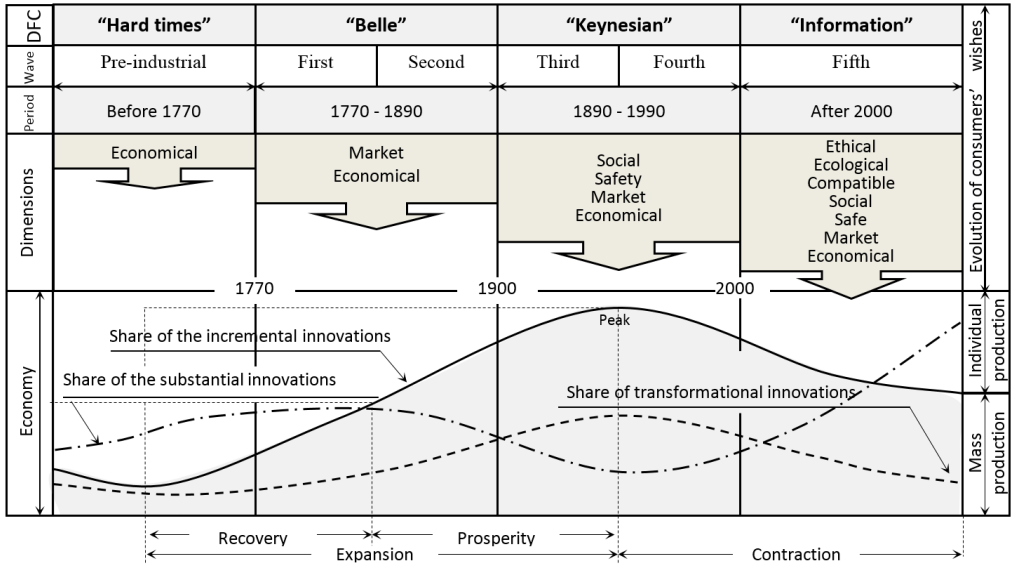 DFC
“Hard times”
“Belle”
“Keynesian”
“Information”
Wave
Pre-industrial
First
Second
Third
Fourth
Fifth
Period
Before 1770
1770 - 1890
1890 - 1990
After 2000
Evolution of consumers’ wishes
Dimensions
Economical
Market
Economical
Social
Safety
Market
Economical
Ethical
Ecological
Compatible
Social
Safe
Market
Economical
1770
1900
2000
Economy
Peak
Share of the incremental innovations
Share of the substantial innovations
Share of transformational innovations
Individual
production
Mass
production
Recovery
Prosperity
Expansion
Contraction